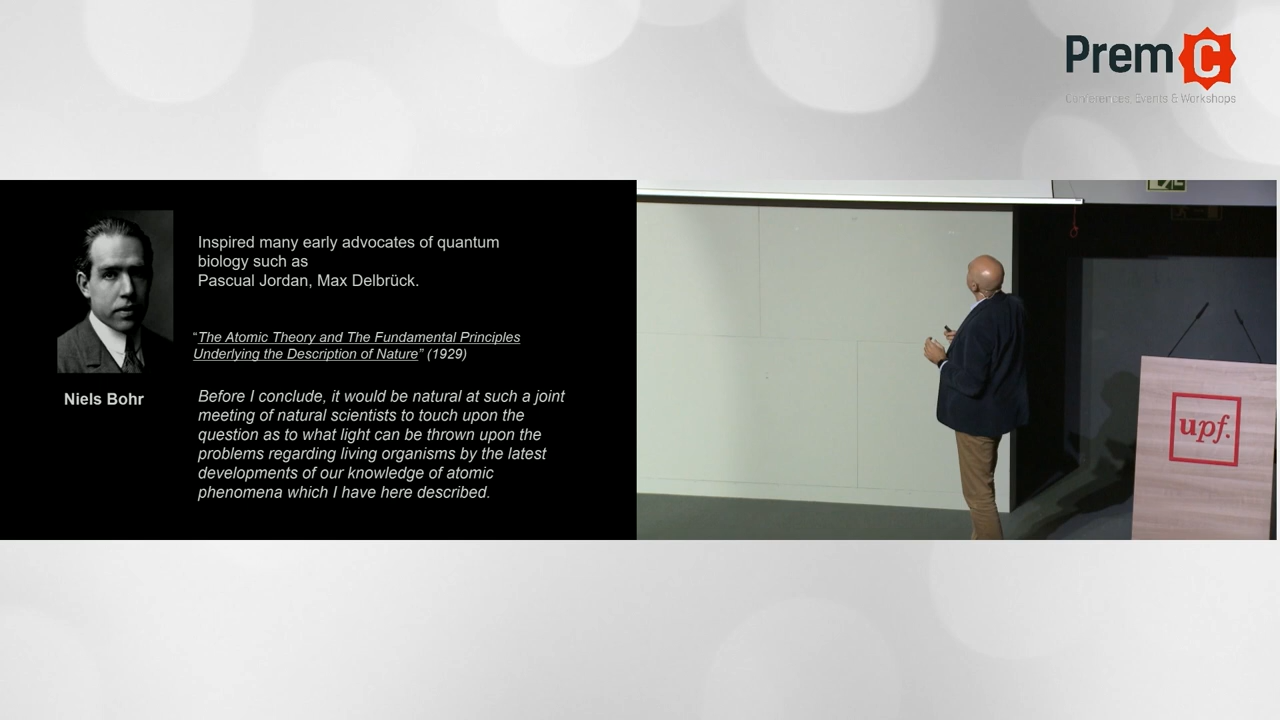 Prem C
Conferences, Events & Workshops
Inspired many early advocates of quantum
biology such as
Pascual Jordan, Max Delbrück.
“The Atomic Theory and The Fundamental Principles
Underlying the Description of Nature” (1929)
Niels Bohr
Before I conclude, it would be natural at such a joint
meeting of natural scientists to touch upon the
question as to what light can be thrown upon the
problems regarding living organisms by the latest
developments of our knowledge of atomic
phenomena which I have here described.
upf.